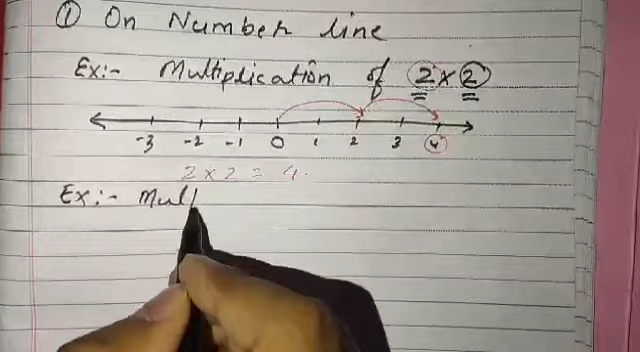 ① On Number line
Ex:- Multiplication of 2 x 2
-3 -2 -1 0 1 2 3 4
2 x 2 = 4.
Ex:- Mul